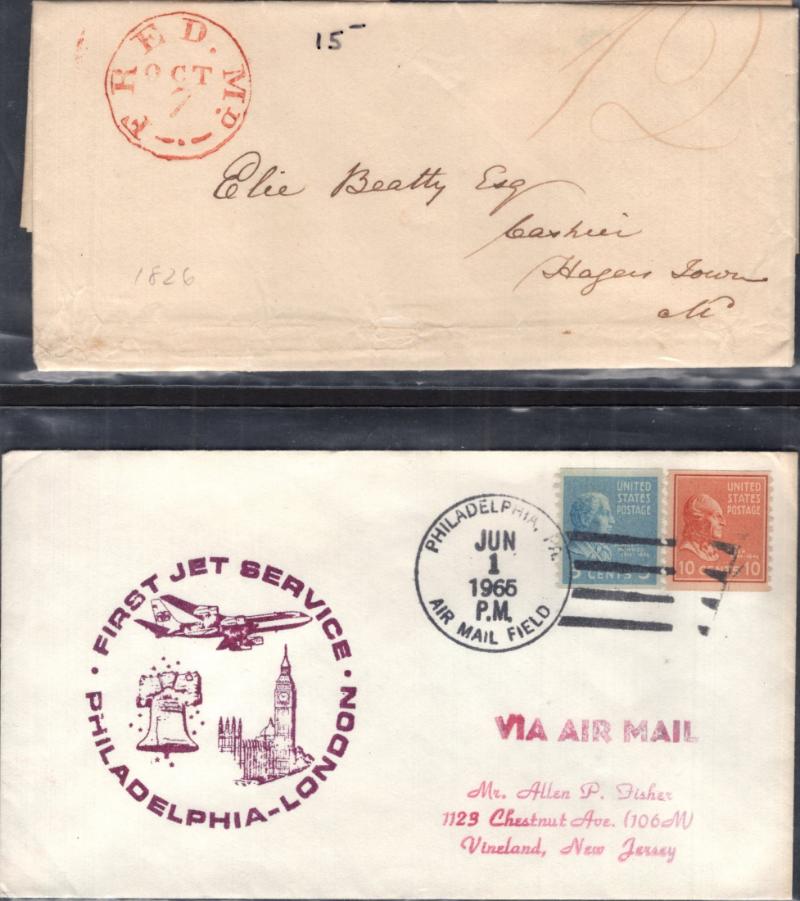 15-
12
FRED. Md.
OCT
7
Elie Beatty Esq
Cashier
Hagers Town
Md
1826
FIRST JET SERVICE
PHILADELPHIA-LONDON
PHILADELPHIA, PA.
JUN
1
1965
P.M.
AIR MAIL FIELD
UNITED
STATES
POSTAGE
5 CENTS 5
UNITED
STATES
POSTAGE
10 CENTS 10
VIA AIR MAIL
Mr. Allen P. Fisher
1123 Chestnut Ave. (106M)
Vineland, New Jersey